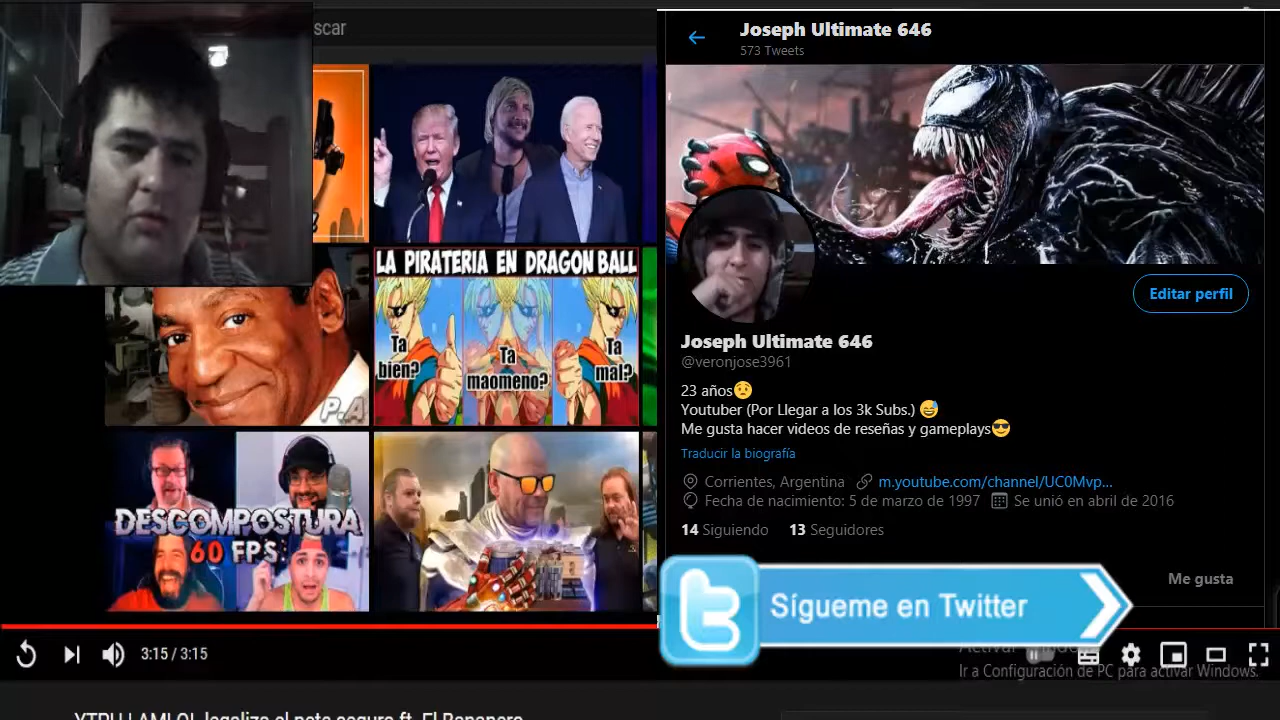 scar
LA PIRATERIA EN DRAGON BALL
Ta
bien?
Ta
maomeno?
Ta
mal?
P.A
DESCOMPOSTURA
60 FPS
3:15 / 3:15
Joseph Ultimate 646
573 Tweets
Editar perfil
Joseph Ultimate 646
@veronjose3961
23 años😟
Youtuber (Por Llegar a los 3k Subs.) 😅
Me gusta hacer videos de reseñas y gameplays😎
Traducir la biografía
Corrientes, Argentina m.youtube.com/channel/UC0Mvp...
Fecha de nacimiento: 5 de marzo de 1997 Se unió en abril de 2016
14 Siguiendo 13 Seguidores
Me gusta
Sígueme en Twitter
Ir a Configuración de PC para activar Windows.